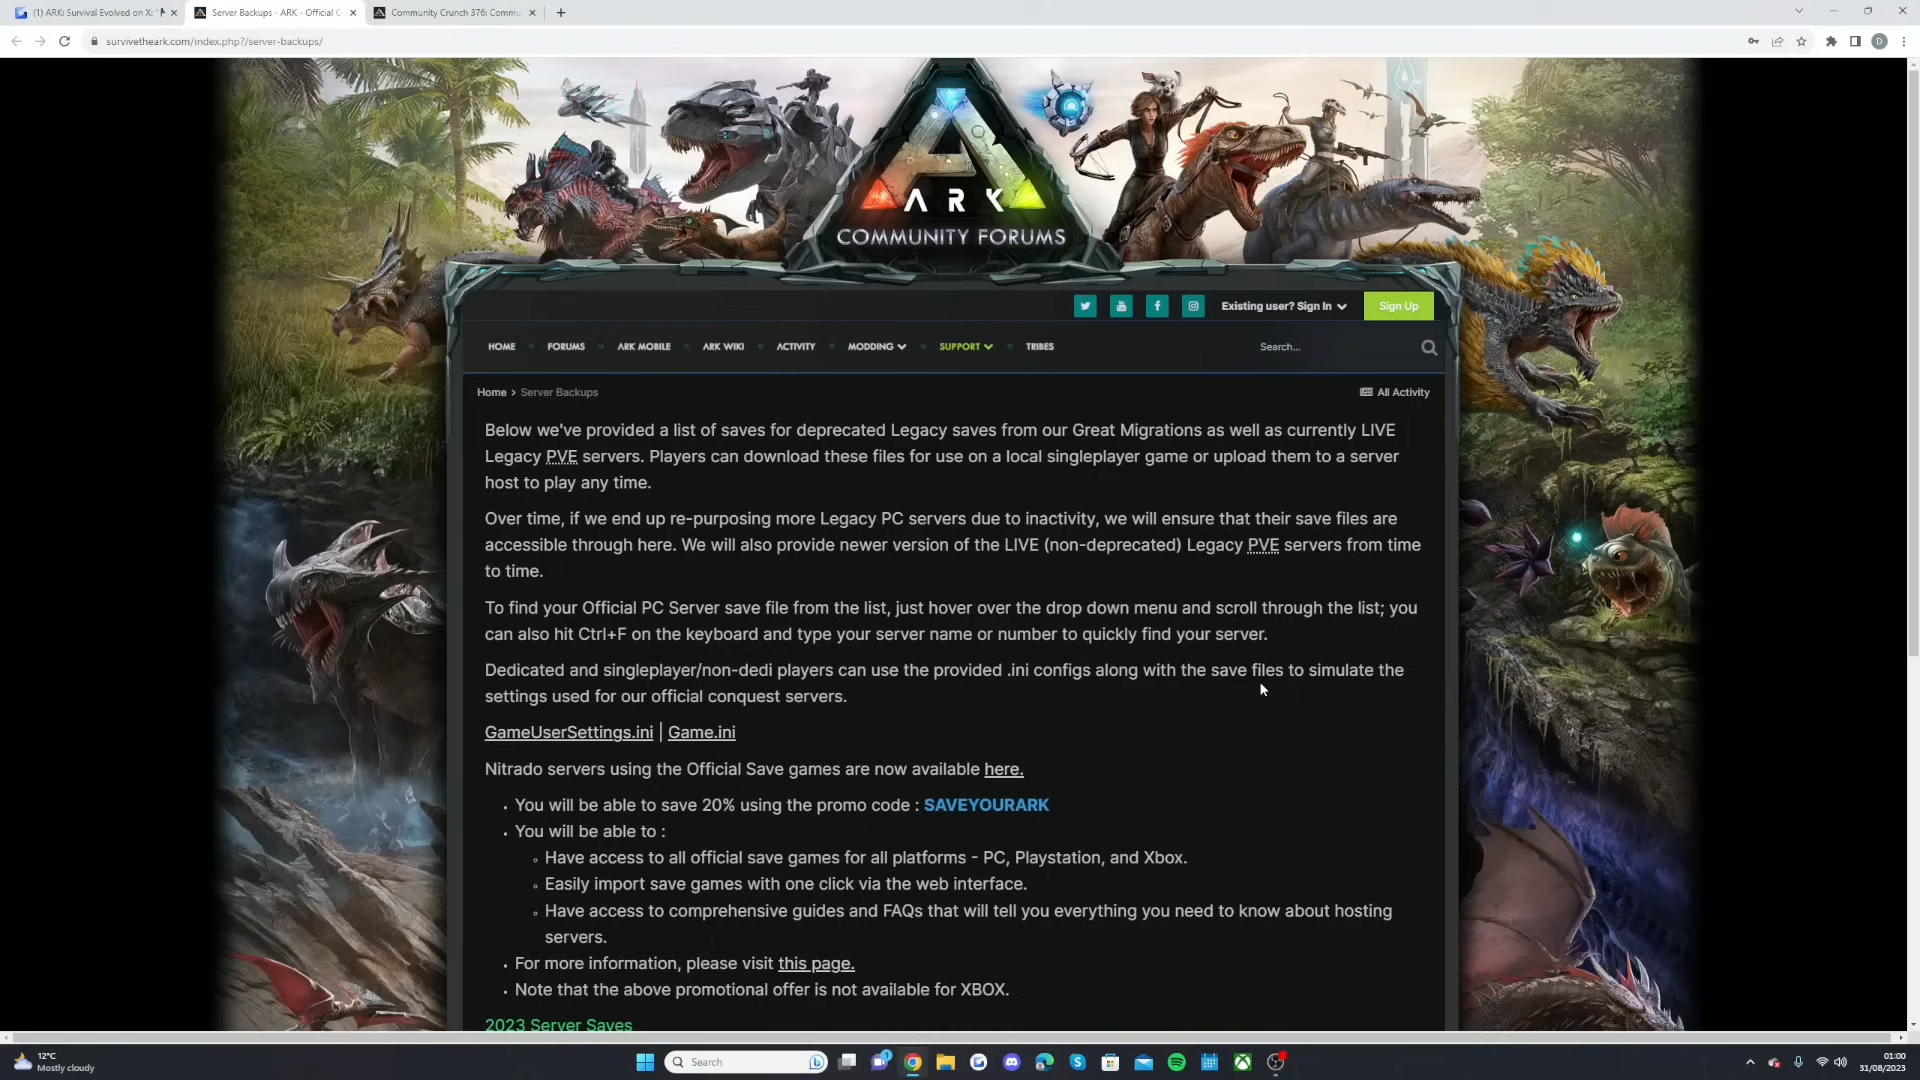 (1) ARK: Survival Evolved on X: "
Server Backups - ARK - Official C
Community Crunch 376: Commu
survivetheark.com/index.php?/server-backups/
D
ARK
COMMUNITY FORUMS
Existing user? Sign In
Sign Up
HOME
FORUMS
ARK MOBILE
ARK WIKI
ACTIVITY
MODDING
SUPPORT
TRIBES
Search...
Home > Server Backups
All Activity
Below we've provided a list of saves for deprecated Legacy saves from our Great Migrations as well as currently LIVE
Legacy PVE servers. Players can download these files for use on a local singleplayer game or upload them to a server
host to play any time.
Over time, if we end up re-purposing more Legacy PC servers due to inactivity, we will ensure that their save files are
accessible through here. We will also provide newer version of the LIVE (non-deprecated) Legacy PVE servers from time
to time.
To find your Official PC Server save file from the list, just hover over the drop down menu and scroll through the list; you
can also hit Ctrl+F on the keyboard and type your server name or number to quickly find your server.
Dedicated and singleplayer/non-dedi players can use the provided .ini configs along with the save files to simulate the
settings used for our official conquest servers.
GameUserSettings.ini | Game.ini
Nitrado servers using the Official Save games are now available here.
You will be able to save 20% using the promo code : SAVEYOURARK
You will be able to :
Have access to all official save games for all platforms - PC, Playstation, and Xbox.
Easily import save games with one click via the web interface.
Have access to comprehensive guides and FAQs that will tell you everything you need to know about hosting
servers.
For more information, please visit this page.
Note that the above promotional offer is not available for XBOX.
2023 Server Saves
12°C
Mostly cloudy
Search
01:00
31/08/2023